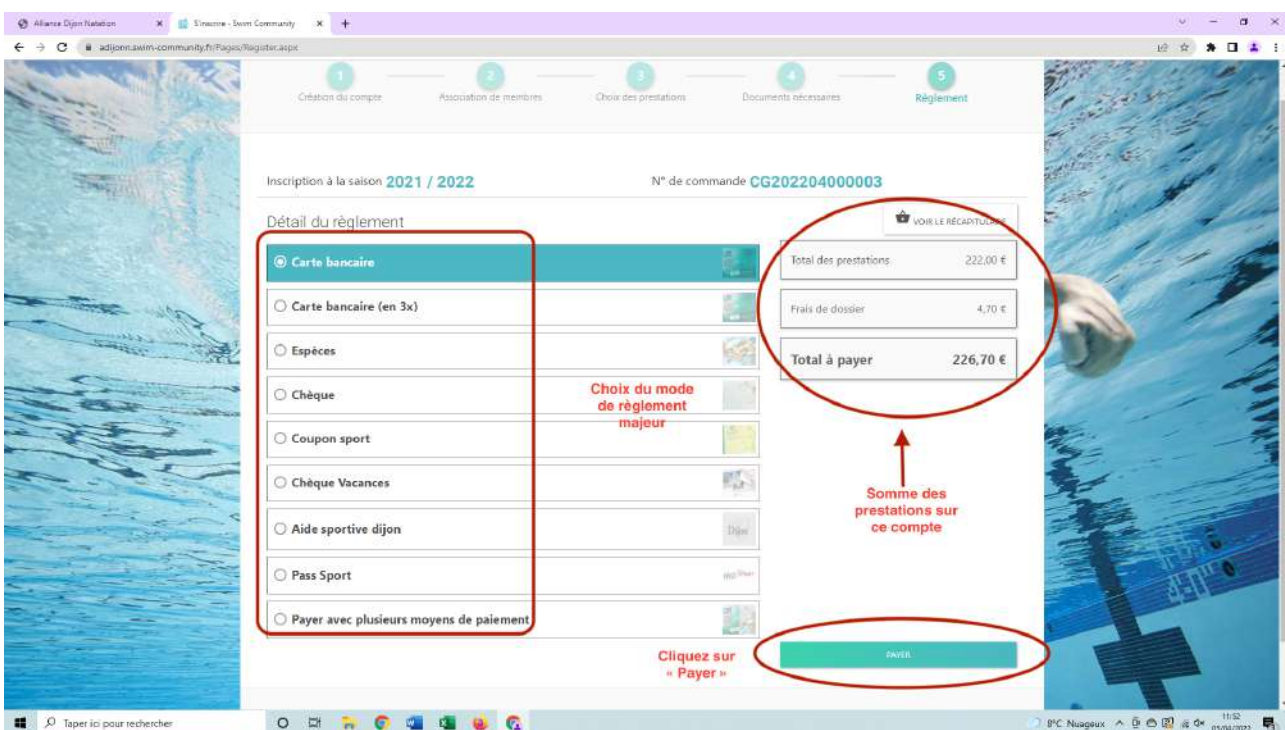 Alliance Dijon Natation
S'inscrire - Swim Community
adijonn.swim-community.fr/Pages/Register.aspx
1
2
3
4
5
Création du compte
Association de membres
Choix des prestations
Documents nécessaires
Règlement
Inscription à la saison 2021 / 2022
N° de commande CG202204000003
Détail du règlement
VOIR LE RÉCAPITULATIF
Carte bancaire
Carte bancaire (en 3x)
Espèces
Chèque
Coupon sport
Chèque Vacances
Aide sportive dijon
Dijon
Pass Sport
Payer avec plusieurs moyens de paiement
Choix du mode
de règlement
majeur
Total des prestations 222,00 €
Frais de dossier 4,70 €
Total à payer 226,70 €
Somme des
prestations sur
ce compte
Cliquez sur
« Payer »
PAYER
Taper ici pour rechercher
8°C Nuageux
11:52
05/04/2022